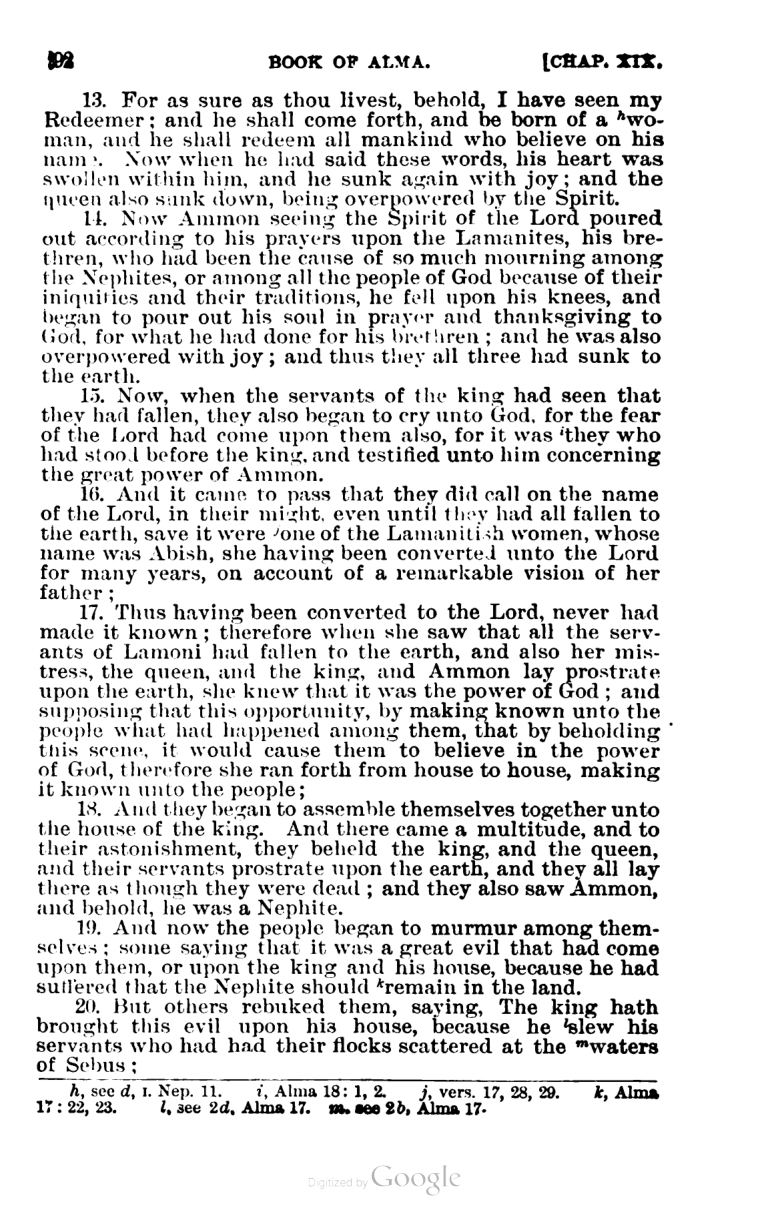 92 BOOK OF ALMA. [CHAP. XIX.
13. For as sure as thou livest, behold, I have seen my
Redeemer; and he shall come forth, and be born of a ʰwo-
man, and he shall redeem all mankind who believe on his
name. Now when he had said these words, his heart was
swollen within him, and he sunk again with joy; and the
queen also sunk down, being overpowered by the Spirit.
14. Now Ammon seeing the Spirit of the Lord poured
out according to his prayers upon the Lamanites, his bre-
thren, who had been the cause of so much mourning among
the Nephites, or among all the people of God because of their
iniquities and their traditions, he fell upon his knees, and
began to pour out his soul in prayer and thanksgiving to
God, for what he had done for his brethren; and he was also
overpowered with joy; and thus they all three had sunk to
the earth.
15. Now, when the servants of the king had seen that
they had fallen, they also began to cry unto God, for the fear
of the Lord had come upon them also, for it was ⁱthey who
had stood before the king, and testified unto him concerning
the great power of Ammon.
16. And it came to pass that they did call on the name
of the Lord, in their might, even until they had all fallen to
the earth, save it were ʲone of the Lamanitish women, whose
name was Abish, she having been converted unto the Lord
for many years, on account of a remarkable vision of her
father;
17. Thus having been converted to the Lord, never had
made it known; therefore when she saw that all the serv-
ants of Lamoni had fallen to the earth, and also her mis-
tress, the queen, and the king, and Ammon lay prostrate
upon the earth, she knew that it was the power of God; and
supposing that this opportunity, by making known unto the
people what had happened among them, that by beholding
this scene, it would cause them to believe in the power
of God, therefore she ran forth from house to house, making
it known unto the people;
18. And they began to assemble themselves together unto
the house of the king. And there came a multitude, and to
their astonishment, they beheld the king, and the queen,
and their servants prostrate upon the earth, and they all lay
there as though they were dead; and they also saw Ammon,
and behold, he was a Nephite.
19. And now the people began to murmur among them-
selves; some saying that it was a great evil that had come
upon them, or upon the king and his house, because he had
suffered that the Nephite should ᵏremain in the land.
20. But others rebuked them, saying, The king hath
brought this evil upon his house, because he ˡslew his
servants who had had their flocks scattered at the ᵐwaters
of Sebus;
h, see d, I. Nep. 11. i, Alma 18: 1, 2. j, vers. 17, 28, 29. k, Alma
17: 22, 23. l, see 2d, Alma 17. m, see 2b, Alma 17.
Digitized by Google